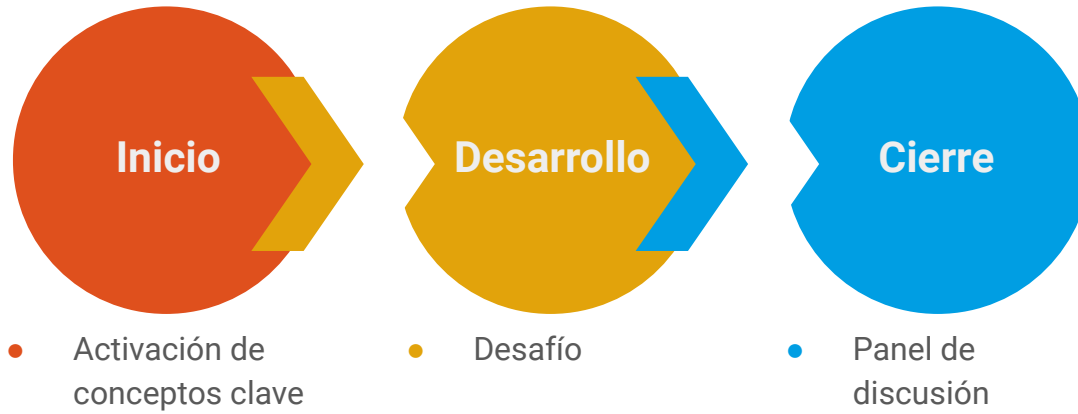 Inicio
Desarrollo
Cierre
• Activación de
conceptos clave
• Desafío
• Panel de
discusión